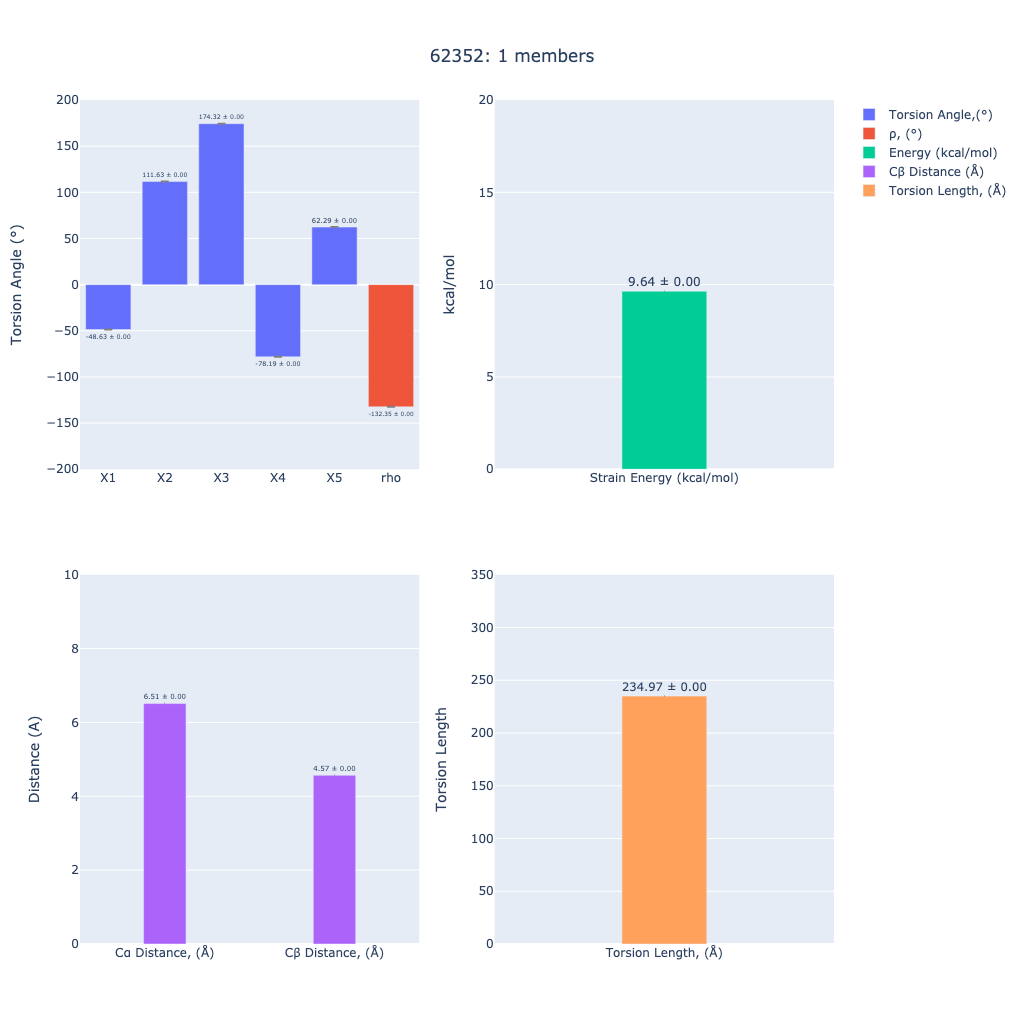 62352: 1 members
Torsion Angle (°)
200
150
100
50
0
−50
−100
−150
−200
-48.63 ± 0.00
111.63 ± 0.00
174.32 ± 0.00
-78.19 ± 0.00
62.29 ± 0.00
-132.35 ± 0.00
X1 X2 X3 X4 X5 rho
kcal/mol
20
15
10
5
0
9.64 ± 0.00
Strain Energy (kcal/mol)
Torsion Angle,(°)
ρ, (°)
Energy (kcal/mol)
Cβ Distance (Å)
Torsion Length, (Å)
Distance (A)
10
8
6
4
2
0
6.51 ± 0.00
4.57 ± 0.00
Cα Distance, (Å) Cβ Distance, (Å)
Torsion Length
350
300
250
200
150
100
50
0
234.97 ± 0.00
Torsion Length, (Å)